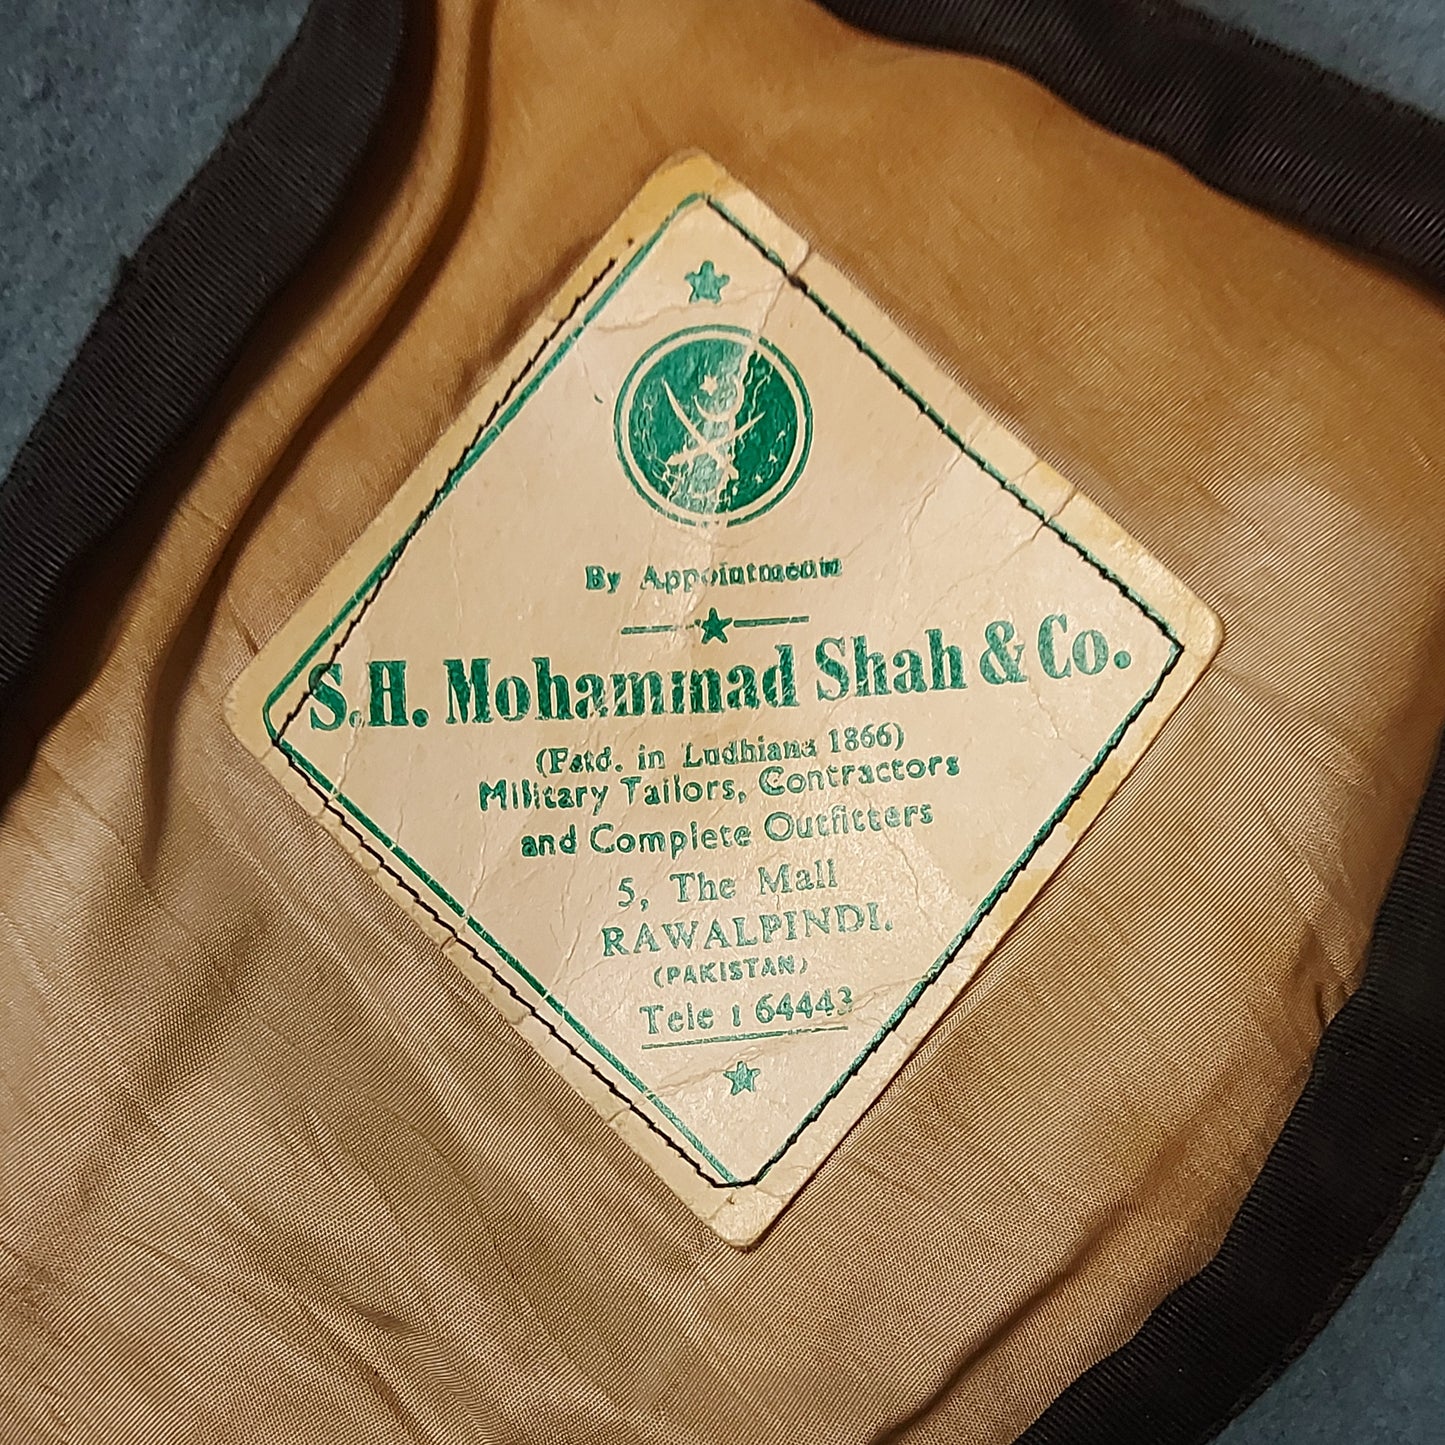 By Appointments
S.H. Mohammad Shah & Co.
(Estd. in Ludhiana 1866)
Military Tailors, Contractors
and Complete Outfitters
5, The Mall
RAWALPINDI.
(PAKISTAN)
Tele : 64443